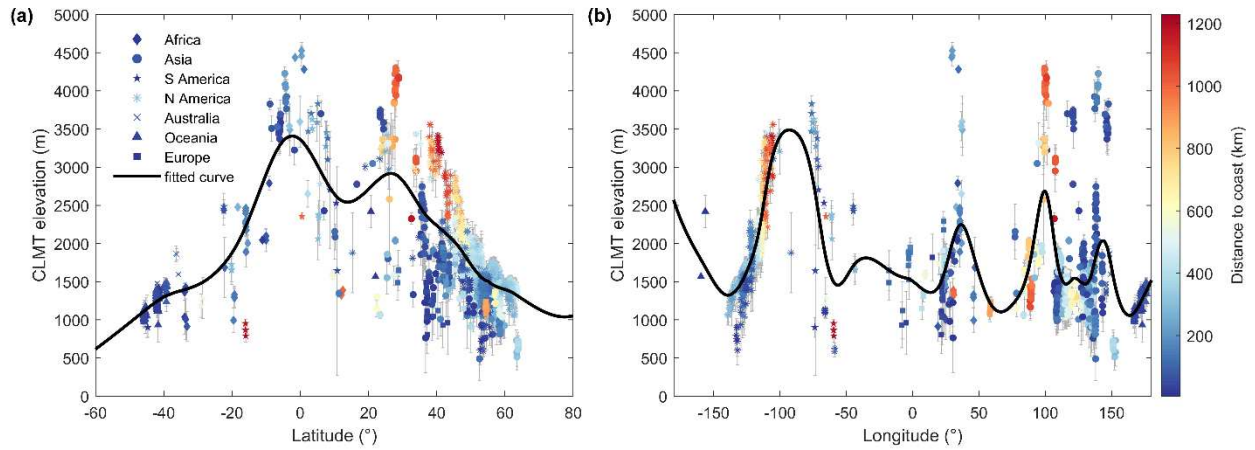 (a)
5000
4500
4000
3500
3000
2500
2000
1500
1000
500
0
CLMT elevation (m)
Africa
Asia
S America
N America
Australia
Oceania
Europe
fitted curve
-60 -40 -20 0 20 40 60 80
Latitude (°)
(b)
5000
4500
4000
3500
3000
2500
2000
1500
1000
500
0
CLMT elevation (m)
-150 -100 -50 0 50 100 150
Longitude (°)
1200
1000
800
600
400
200
Distance to coast (km)